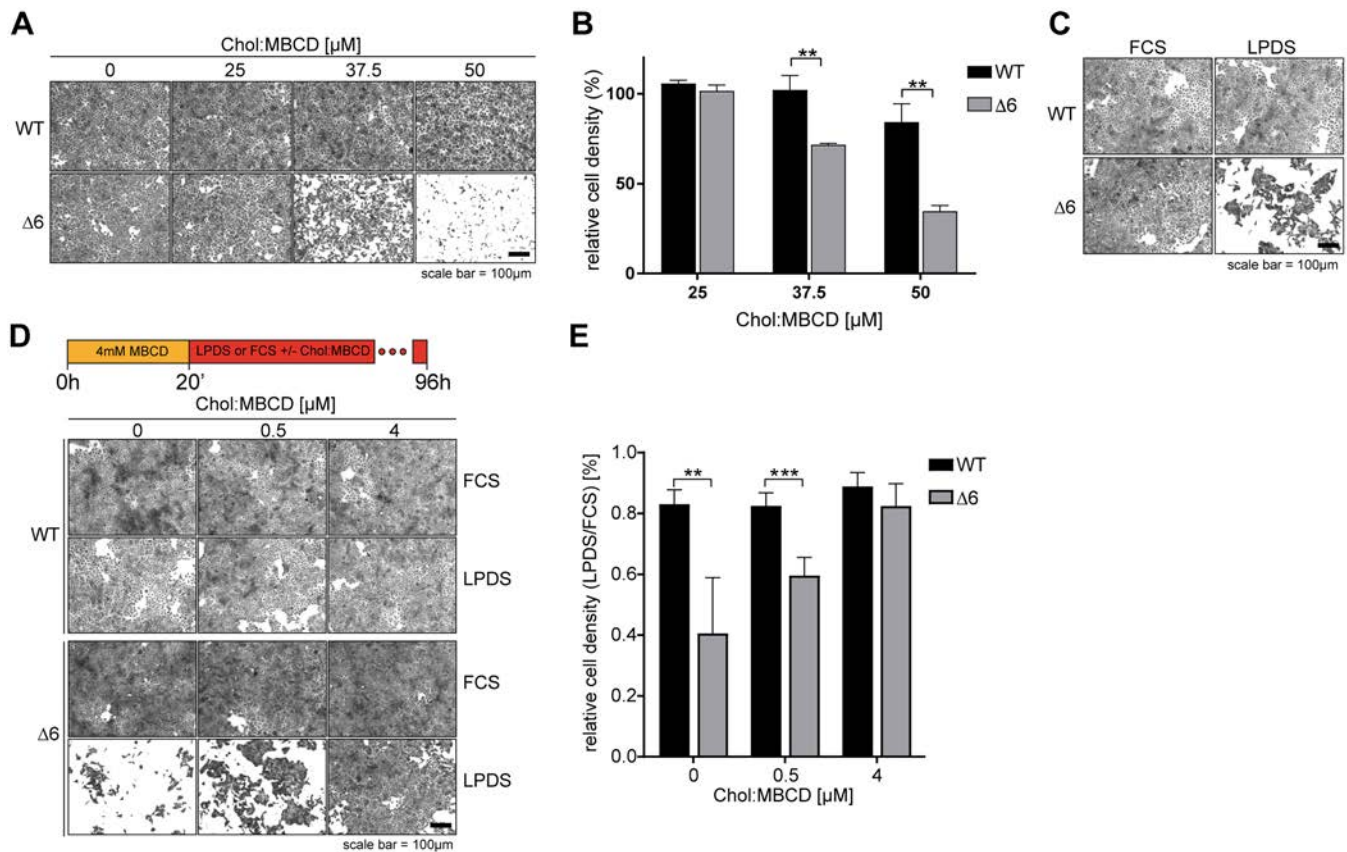 A
Chol:MBCD [µM]
0 25 37.5 50
WT
Δ6
scale bar = 100µm
B
relative cell density (%)
100
50
0
**
**
WT
Δ6
25 37.5 50
Chol:MBCD [µM]
C
FCS LPDS
WT
Δ6
scale bar = 100µm
D
4mM MBCD LPDS or FCS +/- Chol:MBCD
0h 20' 96h
Chol:MBCD [µM]
0 0.5 4
WT
FCS
LPDS
Δ6
FCS
LPDS
scale bar = 100µm
E
relative cell density (LPDS/FCS) [%]
1.0
0.8
0.6
0.4
0.2
0.0
**
***
WT
Δ6
0 0.5 4
Chol:MBCD [µM]